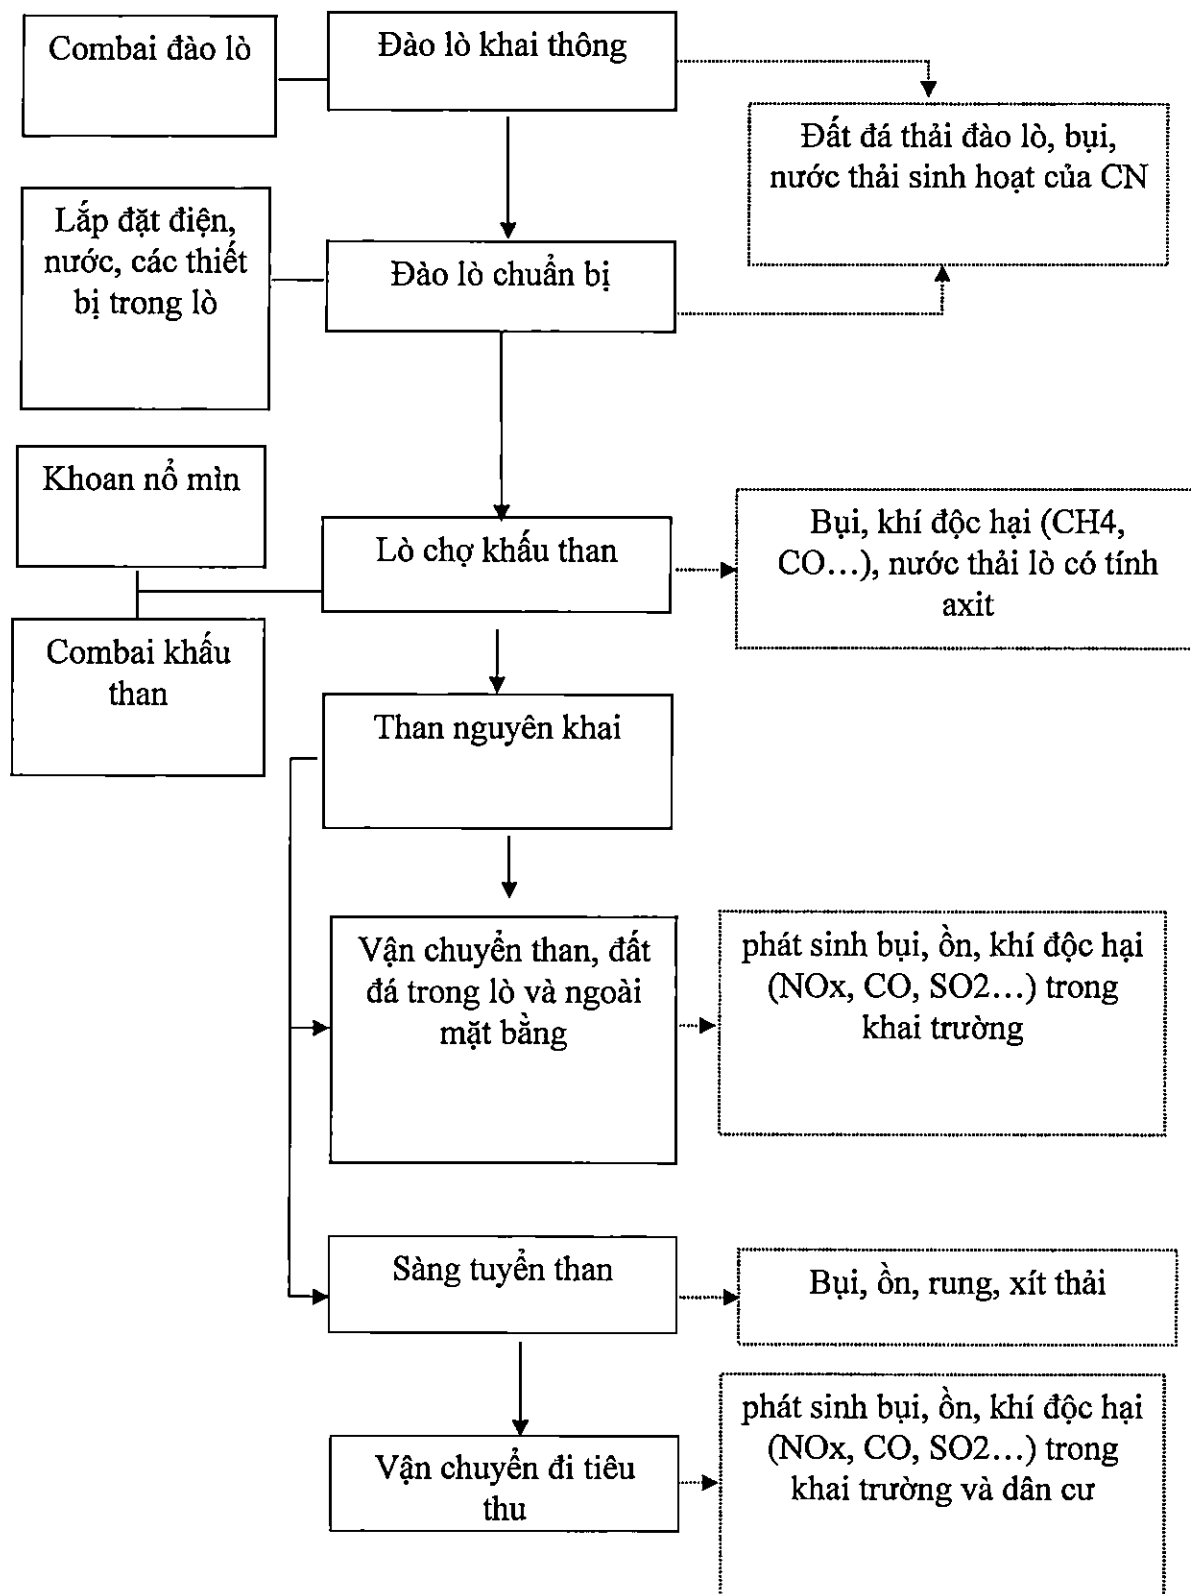 Combai đào lò
Đào lò khai thông
Đất đá thải đào lò, bụi,
nước thải sinh hoạt của CN
Lắp đặt điện,
nước, các thiết
bị trong lò
Đào lò chuẩn bị
Khoan nổ mìn
Lò chợ khấu than
Bụi, khí độc hại (CH4,
CO...), nước thải lò có tính
axit
Combai khấu
than
Than nguyên khai
Vận chuyển than, đất
đá trong lò và ngoài
mặt bằng
phát sinh bụi, ồn, khí độc hại
(NOx, CO, SO2...) trong
khai trường
Sàng tuyển than
Bụi, ồn, rung, xít thải
Vận chuyển đi tiêu
thu
phát sinh bụi, ồn, khí độc hại
(NOx, CO, SO2...) trong
khai trường và dân cư